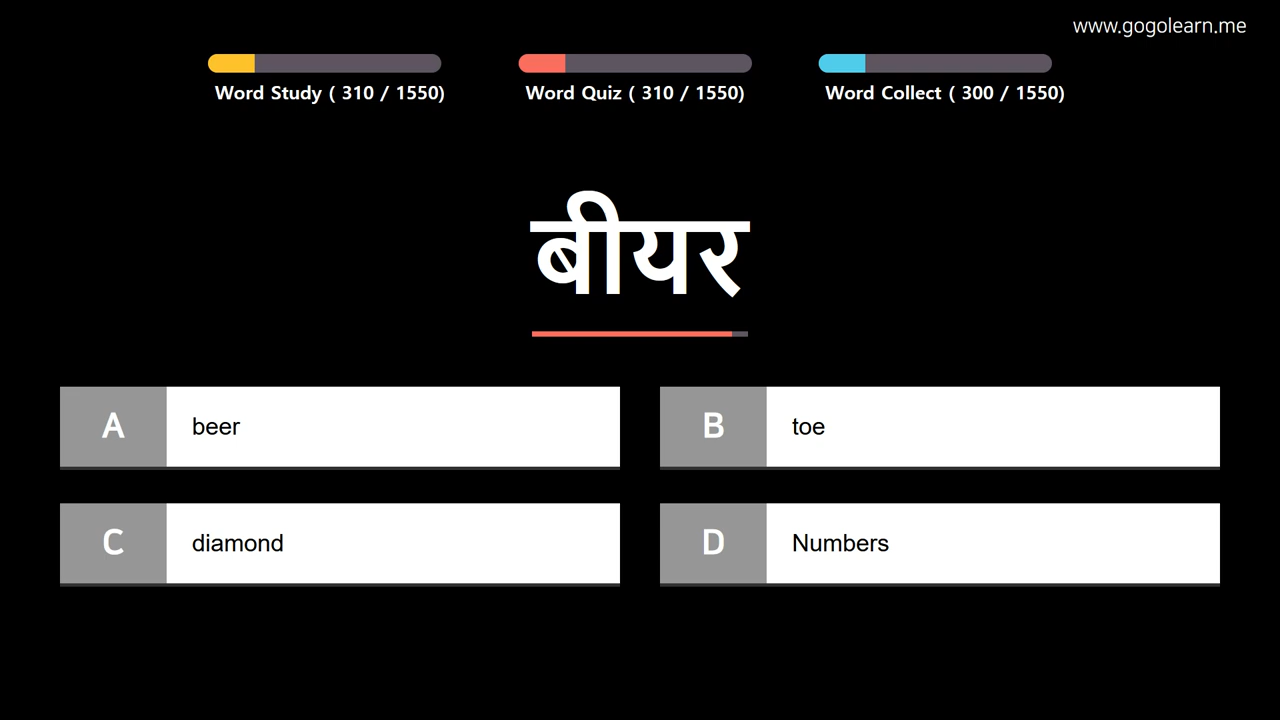 www.gogolearn.me
Word Study ( 310 / 1550)
Word Quiz ( 310 / 1550)
Word Collect ( 300 / 1550)
बीयर
A beer
B toe
C diamond
D Numbers